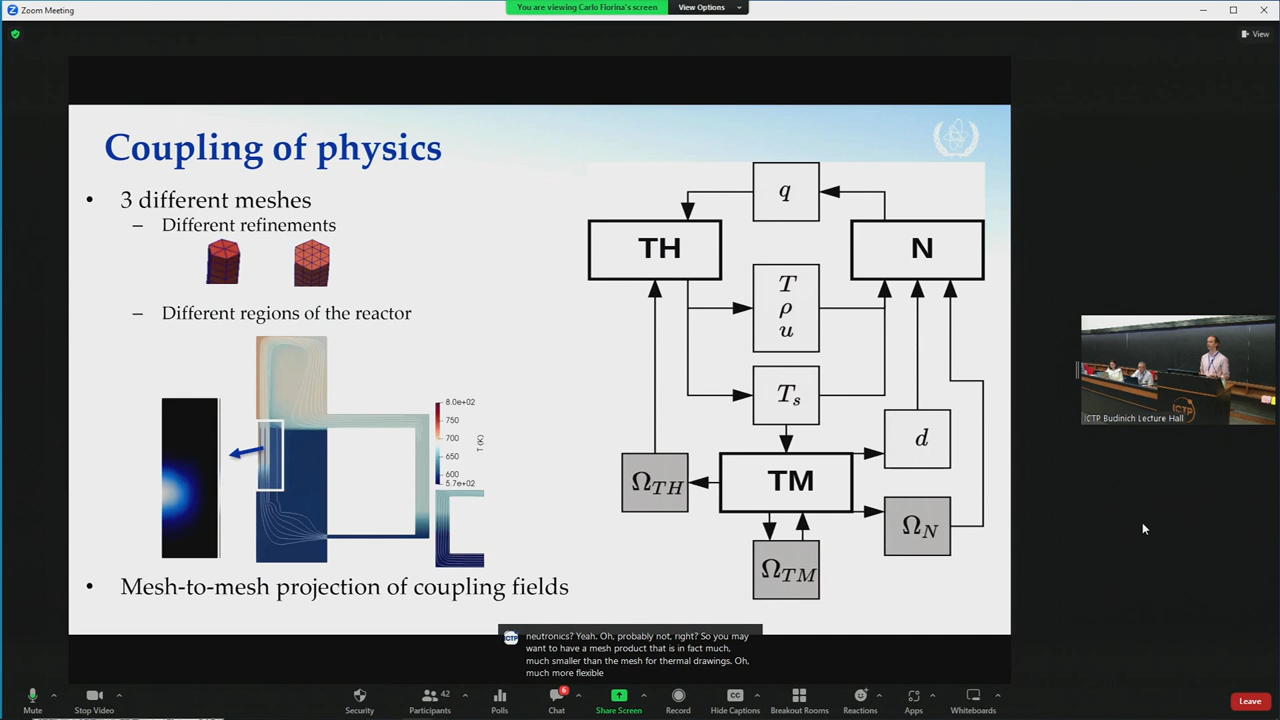 Zoom Meeting
You are viewing Carlo Fiorina's screen
View Options
View
Coupling of physics
• 3 different meshes
– Different refinements
– Different regions of the reactor
8.0e+02
750
700
650
600
5.7e+02
T (K)
• Mesh-to-mesh projection of coupling fields
q
TH
N
T
ρ
u
Ts
d
ΩTH
TM
ΩN
ΩTM
ICTP
ICTP Budinich Lecture Hall
ICTP
neutronics? Yeah. Oh, probably not, right? So you may
want to have a mesh product that is in fact much,
much smaller than the mesh for thermal drawings. Oh,
much more flexible
Mute
Stop Video
Security
42
Participants
Polls
6
Chat
Share Screen
Record
CC
Hide Captions
Breakout Rooms
Reactions
Apps
Whiteboards
Leave